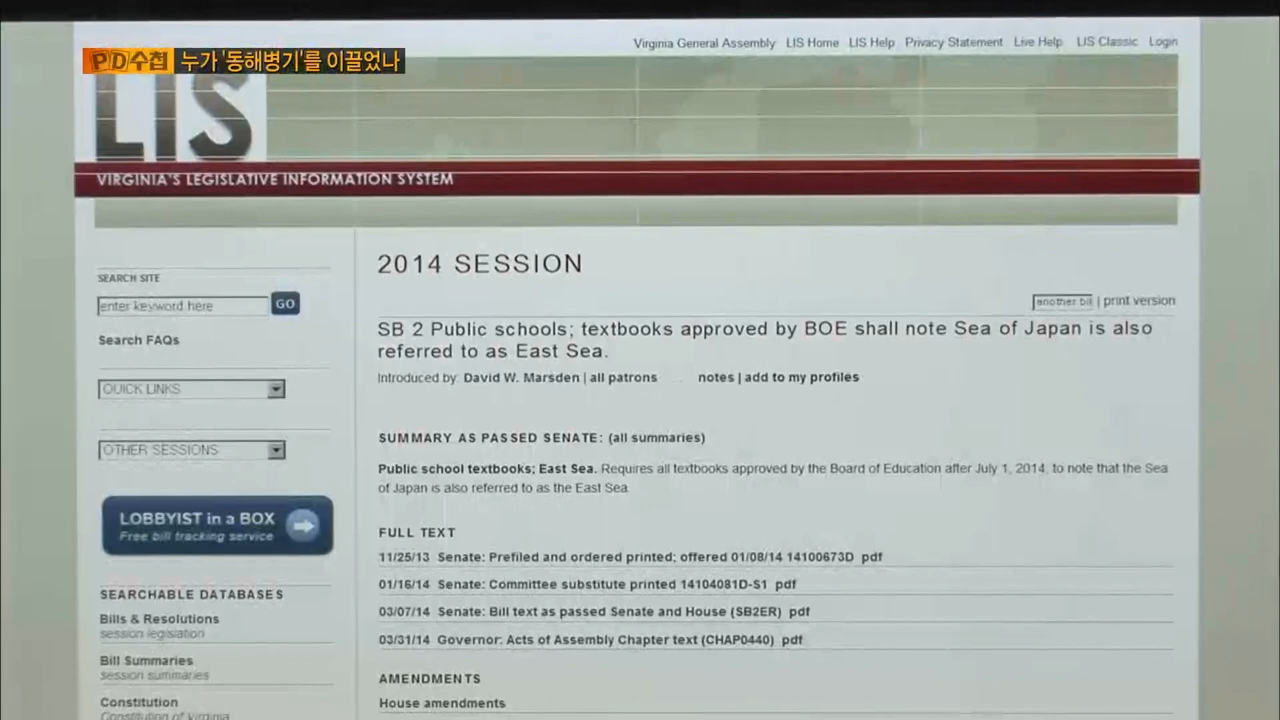 PD수첩 누가 '동해병기'를 이끌었나
Virginia General Assembly LIS Home LIS Help Privacy Statement Live Help LIS Classic Login
LIS
VIRGINIA'S LEGISLATIVE INFORMATION SYSTEM
SEARCH SITE
enter keyword here GO
Search FAQs
QUICK LINKS
OTHER SESSIONS
LOBBYIST in a BOX
Free bill tracking service
SEARCHABLE DATABASES
Bills & Resolutions
session legislation
Bill Summaries
session summaries
Constitution
Constitution of Virginia
2014 SESSION
another bill | print version
SB 2 Public schools; textbooks approved by BOE shall note Sea of Japan is also
referred to as East Sea.
Introduced by: David W. Marsden | all patrons ... notes | add to my profiles
SUMMARY AS PASSED SENATE: (all summaries)
Public school textbooks; East Sea. Requires all textbooks approved by the Board of Education after July 1, 2014, to note that the Sea
of Japan is also referred to as the East Sea.
FULL TEXT
11/25/13 Senate: Prefiled and ordered printed; offered 01/08/14 14100673D pdf
01/16/14 Senate: Committee substitute printed 14104081D-S1 pdf
03/07/14 Senate: Bill text as passed Senate and House (SB2ER) pdf
03/31/14 Governor: Acts of Assembly Chapter text (CHAP0440) pdf
AMENDMENTS
House amendments